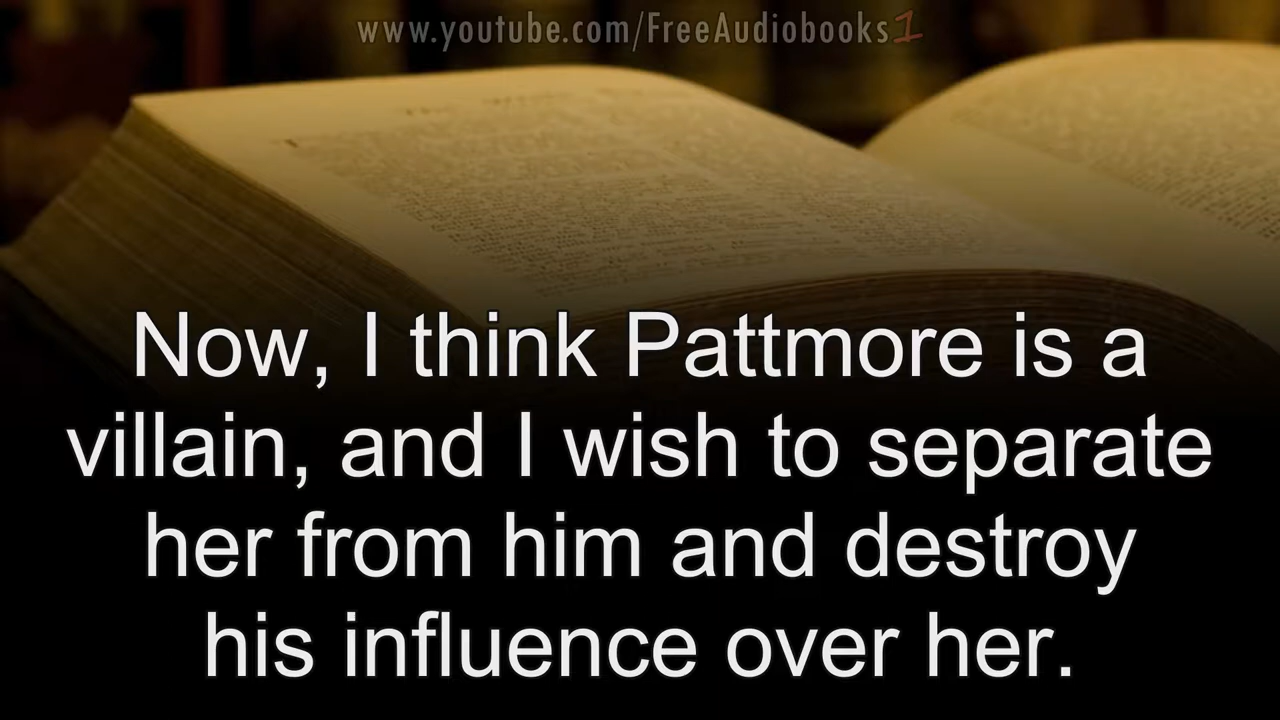 www.youtube.com/FreeAudiobooks1
Now, I think Pattmore is a
villain, and I wish to separate
her from him and destroy
his influence over her.